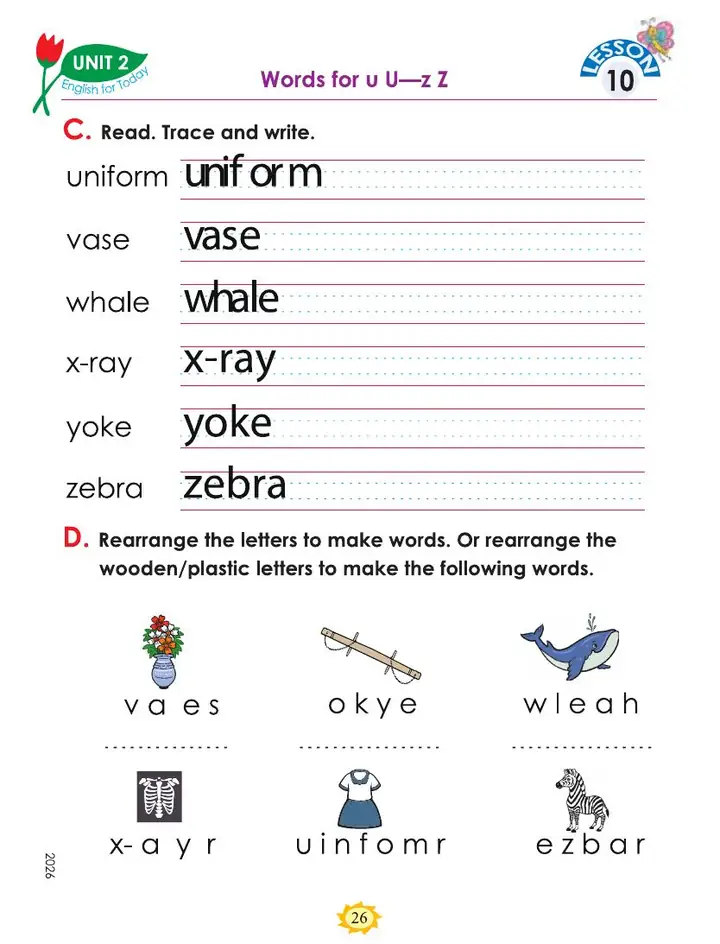 UNIT 2
English for Today
Words for u U—z Z
LESSON
10
C. Read. Trace and write.
uniform uniform
vase vase
whale whale
x-ray x-ray
yoke yoke
zebra zebra
D. Rearrange the letters to make words. Or rearrange the
wooden/plastic letters to make the following words.
v a e s o k y e w l e a h
x- a y r u i n f o m r e z b a r
2026
26